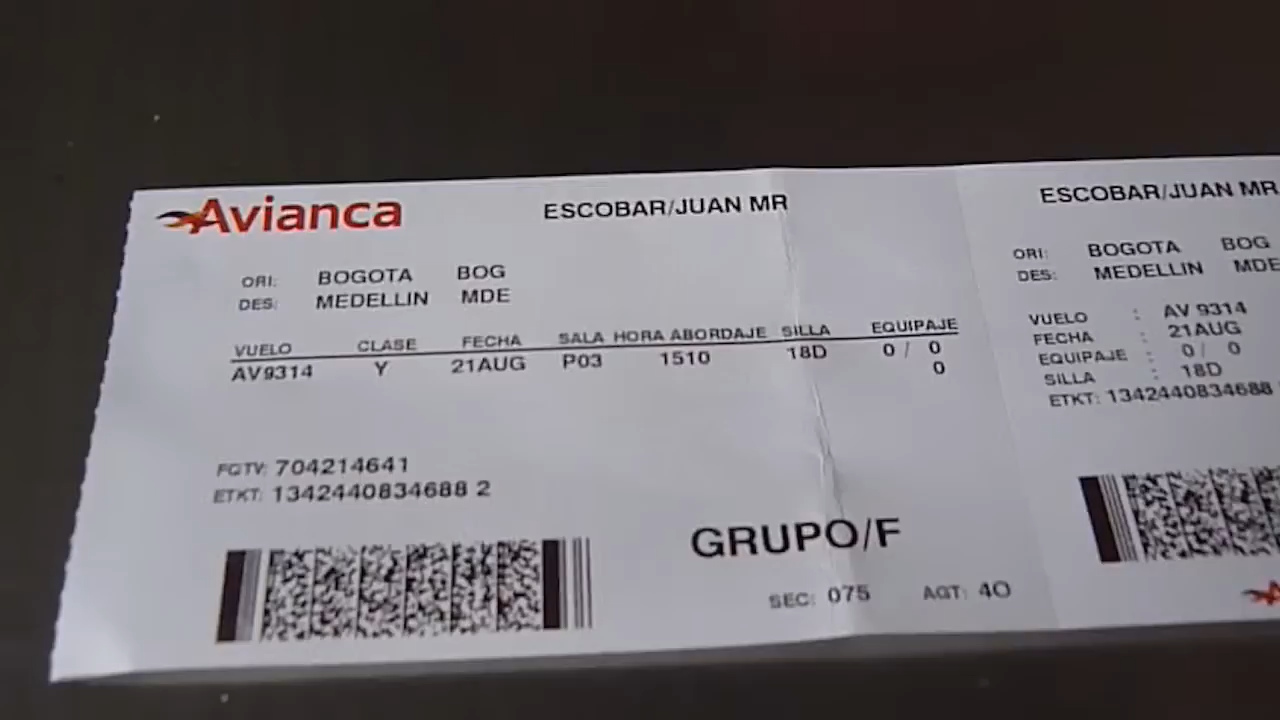 Avianca
ESCOBAR/JUAN MR
ORI: BOGOTA BOG
DES: MEDELLIN MDE
VUELO CLASE FECHA SALA HORA ABORDAJE SILLA EQUIPAJE
AV9314 Y 21AUG P03 1510 18D 0 / 0
0
FQTV: 704214641
ETKT: 1342440834688 2
GRUPO/F
SEC: 075 AGT: 40
ESCOBAR/JUAN MR
ORI: BOGOTA BOG
DES: MEDELLIN MDE
VUELO : AV 9314
FECHA : 21AUG
EQUIPAJE : 0 / 0
SILLA : 18D
ETKT: 1342440834688